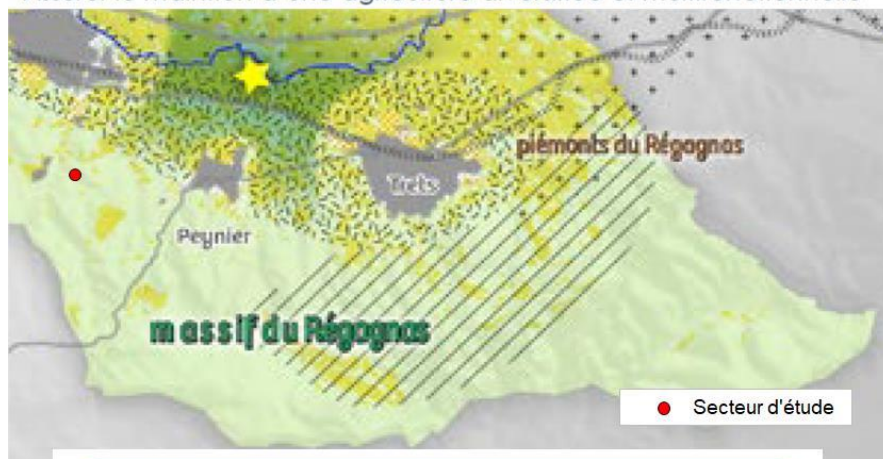 piémonts du Régagnas
Trets
Peynier
massif du Régagnas
Secteur d'étude